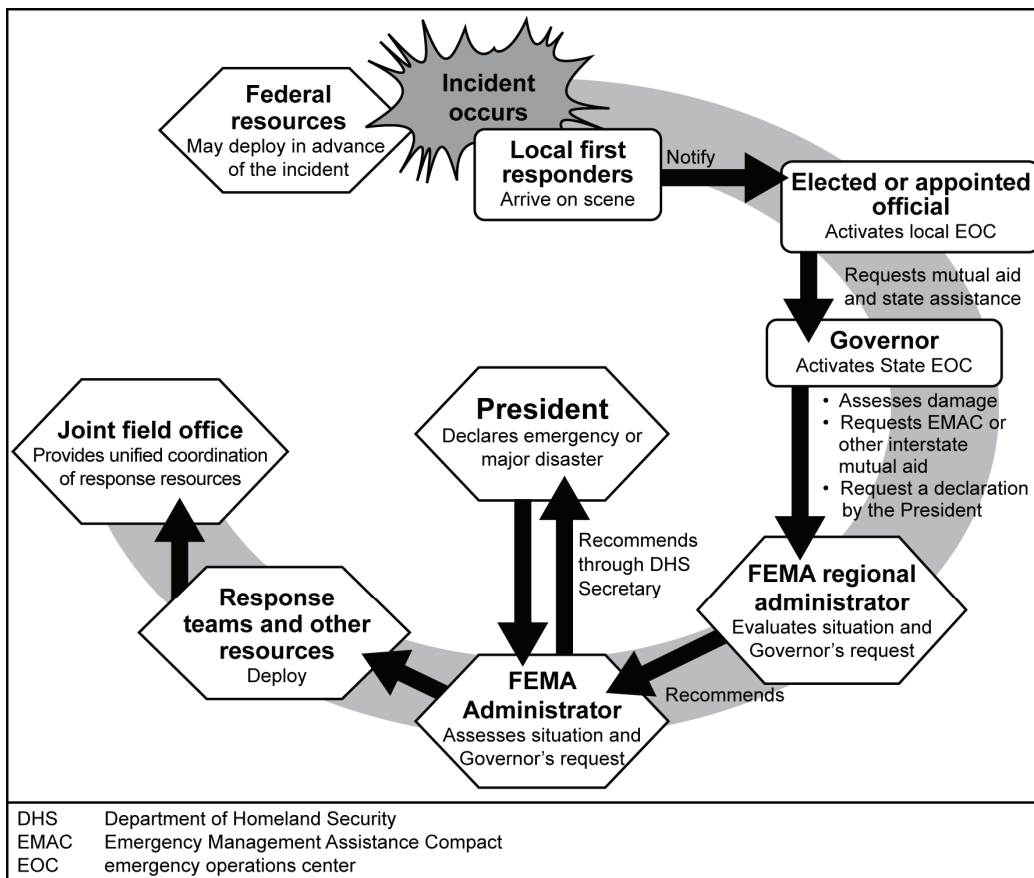 Incident
occurs
Federal
resources
May deploy in advance
of the incident
Local first
responders
Arrive on scene
Notify
Elected or appointed
official
Activates local EOC
Requests mutual aid
and state assistance
Governor
Activates State EOC
• Assesses damage
• Requests EMAC or
other interstate
mutual aid
• Request a declaration
by the President
FEMA regional
administrator
Evaluates situation and
Governor's request
Recommends
FEMA
Administrator
Assesses situation and
Governor's request
Recommends
through DHS
Secretary
President
Declares emergency or
major disaster
Response
teams and other
resources
Deploy
Joint field office
Provides unified coordination
of response resources
DHS Department of Homeland Security
EMAC Emergency Management Assistance Compact
EOC emergency operations center